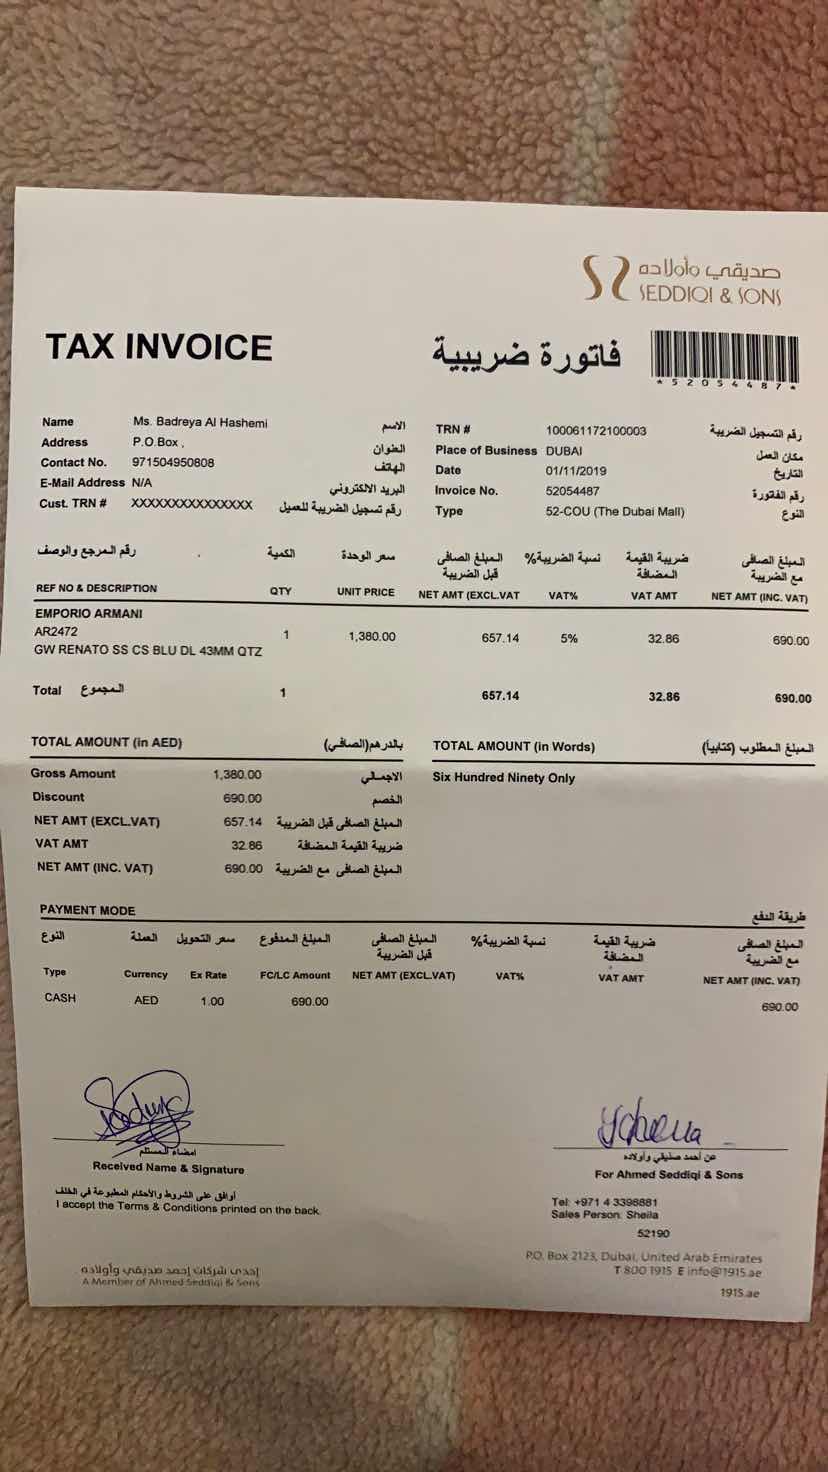 صديقي وأولاده
SEDDIQI & SONS
TAX INVOICE
فاتورة ضريبية
*52054487*
Name Ms. Badreya Al Hashemi الاسم
Address P.O.Box , العنوان
Contact No. 971504950808 الهاتف
E-Mail Address N/A البريد الالكتروني
Cust. TRN # XXXXXXXXXXXXXXX رقم تسجيل الضريبة للعميل
TRN # 100061172100003 رقم التسجيل الضريبة
Place of Business DUBAI مكان العمل
Date 01/11/2019 التاريخ
Invoice No. 52054487 رقم الفاتورة
Type 52-COU (The Dubai Mall) النوع
رقم المرجع والوصف الكمية سعر الوحدة المبلغ الصافى قبل الضريبة نسبة الضريبة% ضريبة القيمة المضافة المبلغ الصافى مع الضريبة
REF NO & DESCRIPTION QTY UNIT PRICE NET AMT (EXCL.VAT VAT% VAT AMT NET AMT (INC. VAT)
EMPORIO ARMANI
AR2472 1 1,380.00 657.14 5% 32.86 690.00
GW RENATO SS CS BLU DL 43MM QTZ
Total المجموع 1 657.14 32.86 690.00
TOTAL AMOUNT (in AED) بالدرهم(الصافي)
Gross Amount 1,380.00 الاجمالي
Discount 690.00 الخصم
NET AMT (EXCL.VAT) 657.14 المبلغ الصافى قبل الضريبة
VAT AMT 32.86 ضريبة القيمة المضافة
NET AMT (INC. VAT) 690.00 المبلغ الصافى مع الضريبة
TOTAL AMOUNT (in Words) المبلغ المطلوب (كتابياً)
Six Hundred Ninety Only
PAYMENT MODE طريقة الدفع
النوع العملة سعر التحويل المبلغ المدفوع المبلغ الصافى قبل الضريبة نسبة الضريبة% ضريبة القيمة المضافة المبلغ الصافى مع الضريبة
Type Currency Ex Rate FC/LC Amount NET AMT (EXCL.VAT) VAT% VAT AMT NET AMT (INC. VAT)
CASH AED 1.00 690.00 690.00
امضاء المستلم
Received Name & Signature
أوافق على الشروط والأحكام المطبوعة في الخلف
I accept the Terms & Conditions printed on the back.
عن أحمد صديقي وأولاده
For Ahmed Seddiqi & Sons
Tel: +971 4 3398881
Sales Person: Sheila
52190
إحدى شركات أحمد صديقي وأولاده
A Member of Ahmed Seddiqi & Sons
P.O. Box 2123, Dubai, United Arab Emirates
T 800 1915 E info@1915.ae
1915.ae